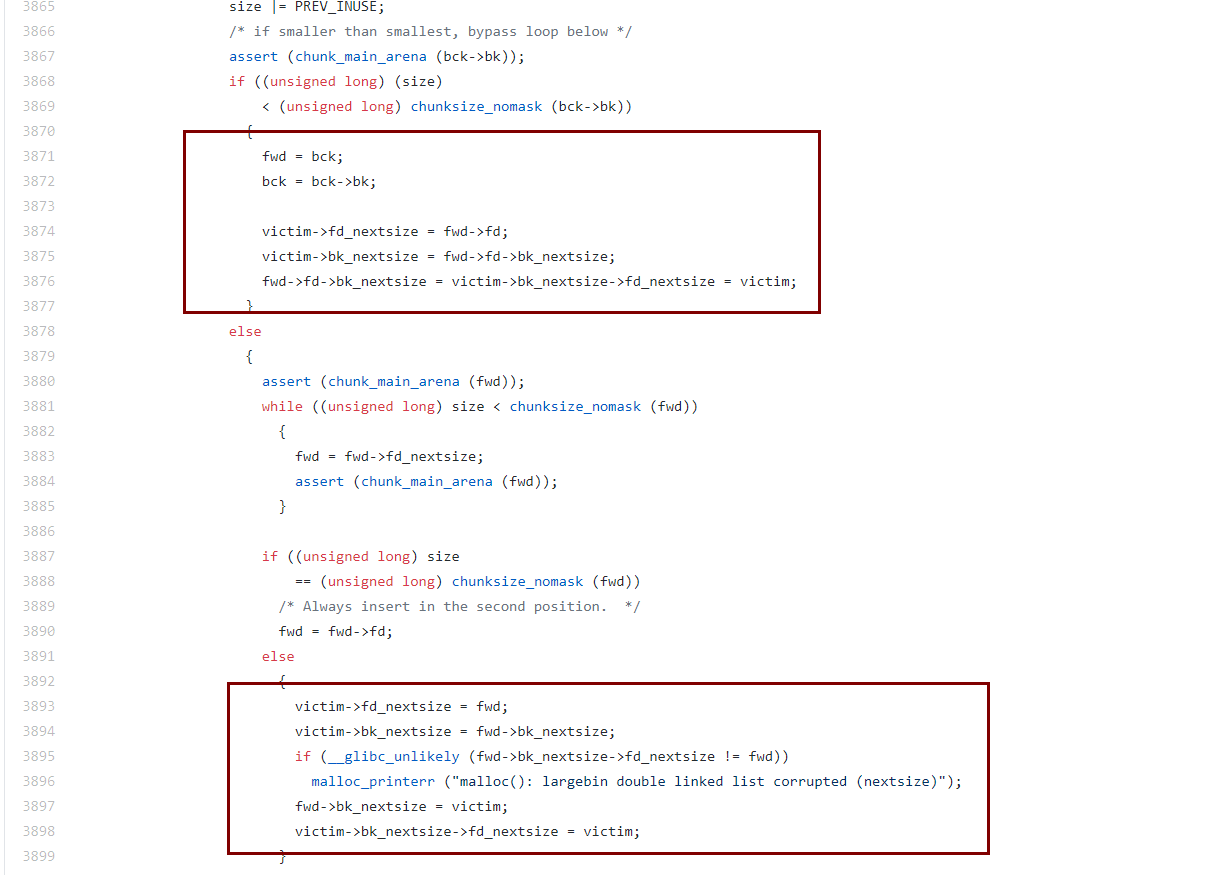 3865 size |= PREV_INUSE;
3866 /* if smaller than smallest, bypass loop below */
3867 assert (chunk_main_arena (bck->bk));
3868 if ((unsigned long) (size)
3869 < (unsigned long) chunksize_nomask (bck->bk))
3870 {
3871 fwd = bck;
3872 bck = bck->bk;
3873
3874 victim->fd_nextsize = fwd->fd;
3875 victim->bk_nextsize = fwd->fd->bk_nextsize;
3876 fwd->fd->bk_nextsize = victim->bk_nextsize->fd_nextsize = victim;
3877 }
3878 else
3879 {
3880 assert (chunk_main_arena (fwd));
3881 while ((unsigned long) size < chunksize_nomask (fwd))
3882 {
3883 fwd = fwd->fd_nextsize;
3884 assert (chunk_main_arena (fwd));
3885 }
3886
3887 if ((unsigned long) size
3888 == (unsigned long) chunksize_nomask (fwd))
3889 /* Always insert in the second position.  */
3890 fwd = fwd->fd;
3891 else
3892 {
3893 victim->fd_nextsize = fwd;
3894 victim->bk_nextsize = fwd->bk_nextsize;
3895 if (__glibc_unlikely (fwd->bk_nextsize->fd_nextsize != fwd))
3896 malloc_printerr ("malloc(): largebin double linked list corrupted (nextsize)");
3897 fwd->bk_nextsize = victim;
3898 victim->bk_nextsize->fd_nextsize = victim;
3899 }